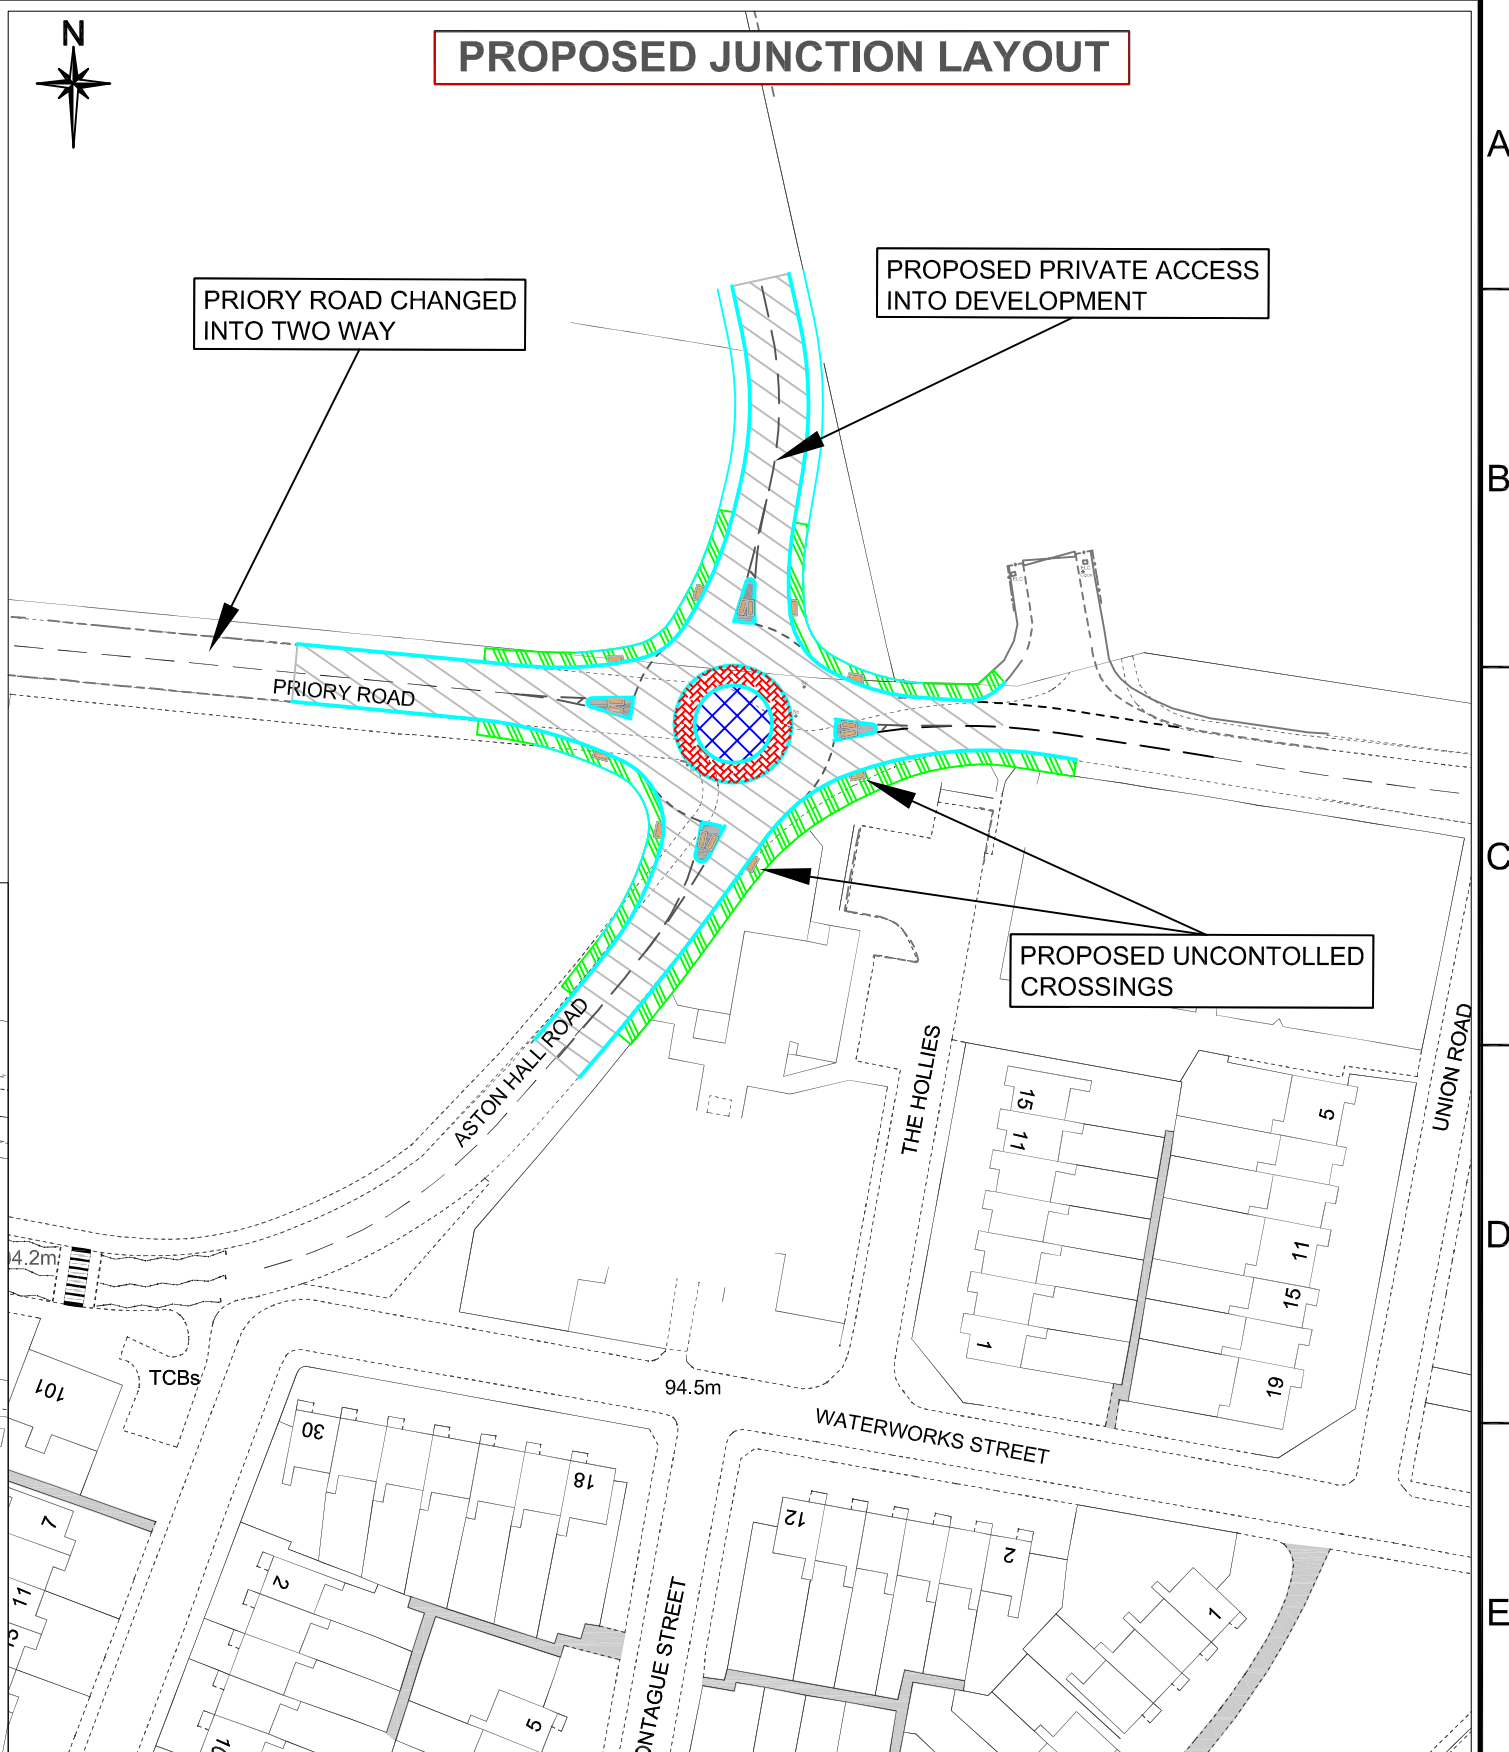 N
PROPOSED JUNCTION LAYOUT
A
PROPOSED PRIVATE ACCESS
INTO DEVELOPMENT
PRIORY ROAD CHANGED
INTO TWO WAY
B
PRIORY ROAD
C
PROPOSED UNCONTOLLED
CROSSINGS
ASTON HALL ROAD
THE HOLLIES
UNION ROAD
15
11
1
5
11
15
19
D
94.2m
TCBs
101
94.5m
WATERWORKS STREET
30
18
12
2
7
11
2
1
E
5